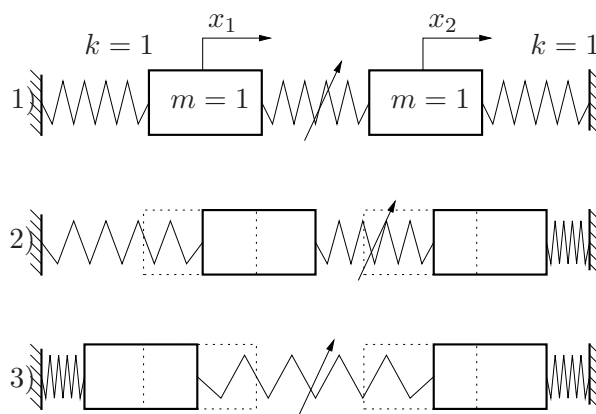 x₁ x₂
k = 1 k = 1
1) m = 1 m = 1
2)
3)